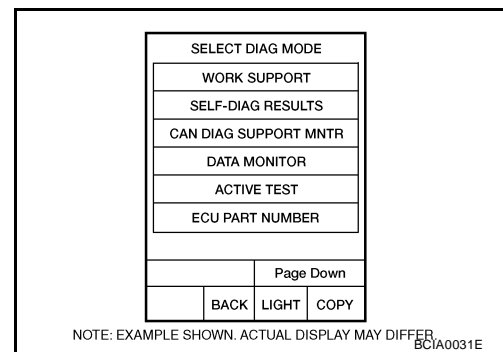 SELECT DIAG MODE
WORK SUPPORT
SELF-DIAG RESULTS
CAN DIAG SUPPORT MNTR
DATA MONITOR
ACTIVE TEST
ECU PART NUMBER
Page Down
BACK LIGHT COPY
NOTE: EXAMPLE SHOWN. ACTUAL DISPLAY MAY DIFFER.
BCIA0031E